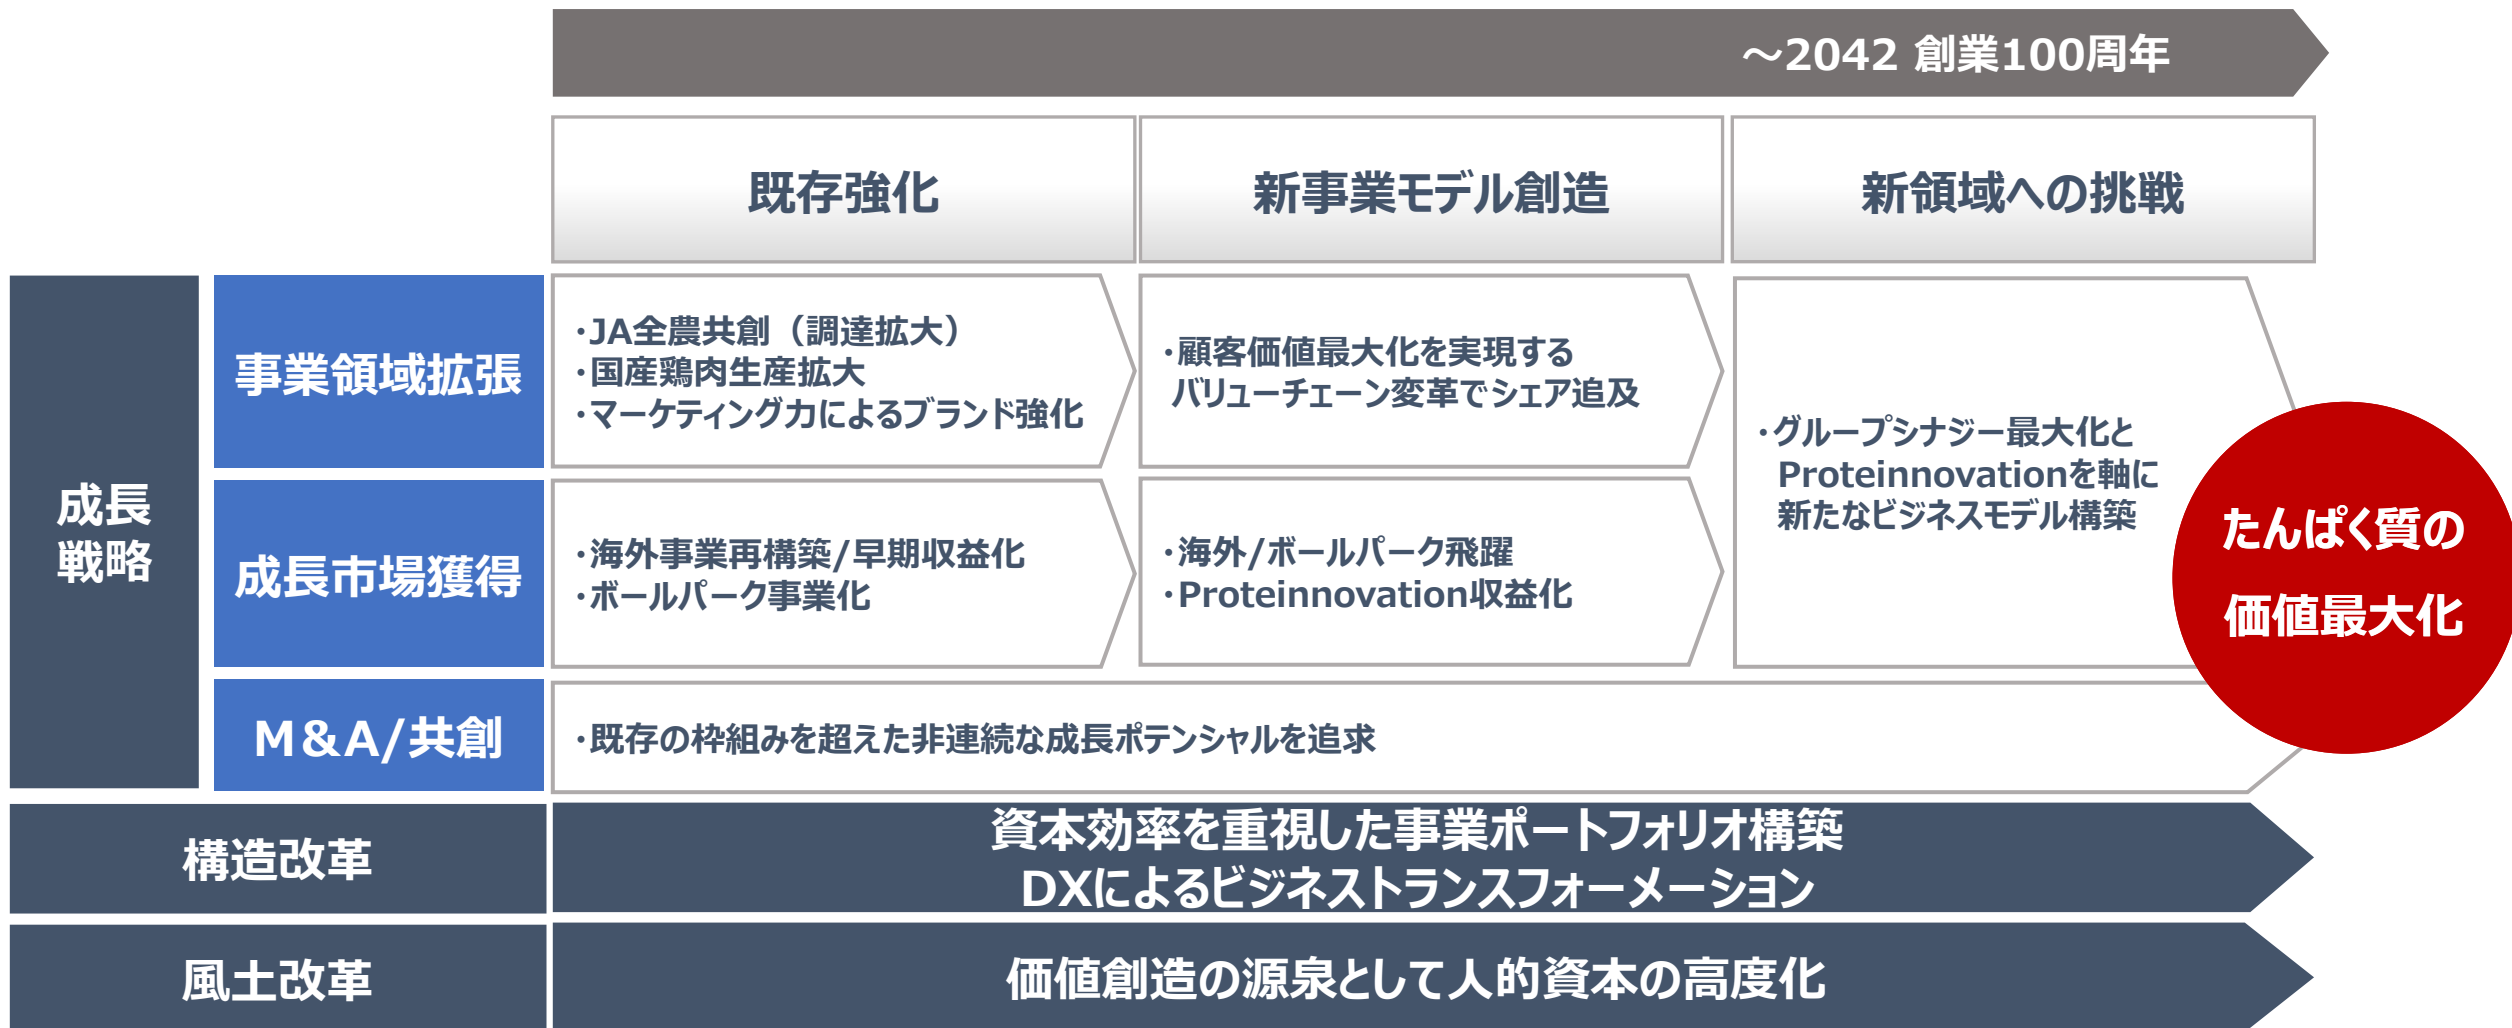 ～2042 創業100周年
既存強化
新事業モデル創造
新領域への挑戦
成長
戦略
事業領域拡張
・JA全農共創（調達拡大）
・国産鶏肉生産拡大
・マーケティング力によるブランド強化
・顧客価値最大化を実現する
バリューチェーン変革でシェア追及
・グループシナジー最大化と
Proteinnovationを軸に
新たなビジネスモデル構築
成長市場獲得
・海外事業再構築/早期収益化
・ボールパーク事業化
・海外/ボールパーク飛躍
・Proteinnovation収益化
たんぱく質の
価値最大化
M＆A/共創
・既存の枠組みを超えた非連続な成長ポテンシャルを追求
構造改革
資本効率を重視した事業ポートフォリオ構築
DXによるビジネストランスフォーメーション
風土改革
価値創造の源泉として人的資本の高度化